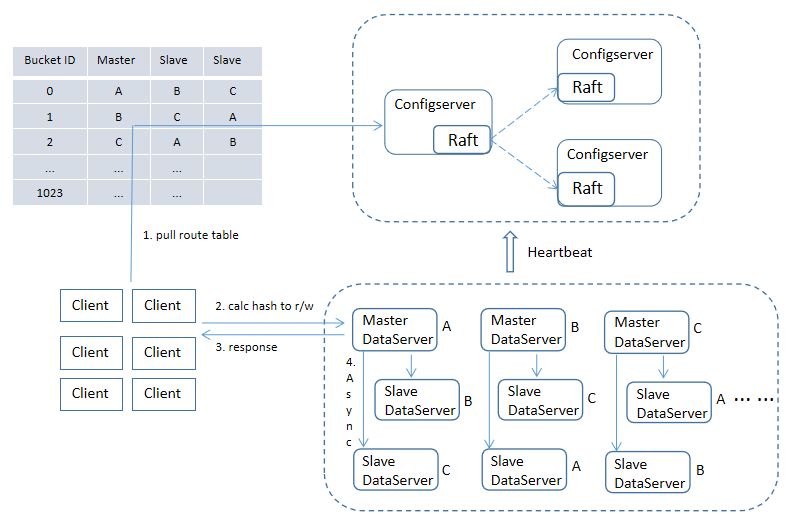 Bucket ID Master Slave Slave
0 A B C
1 B C A
2 C A B
... ... ...
1023 ... ...
Configserver
Raft
Configserver
Raft
Configserver
Raft
1. pull route table
Heartbeat
Client Client
Client Client
Client Client
2. calc hash to r/w
3. response
4.
A
s
y
n
c
Master
DataServer
A
Master
DataServer
B
Master
DataServer
C
Slave
DataServer
B
Slave
DataServer
C
Slave
DataServer
A
... ...
Slave
DataServer
C
Slave
DataServer
A
Slave
DataServer
B